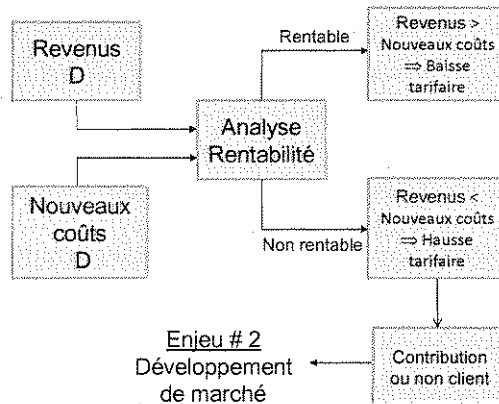 Revenus
D
Nouveaux
coûts
D
Analyse
Rentabilité
Rentable
Non rentable
Revenus >
Nouveaux coûts
⇒ Baisse
tarifaire
Revenus <
Nouveaux coûts
⇒ Hausse
tarifaire
Contribution
ou non client
Enjeu # 2
Développement
de marché